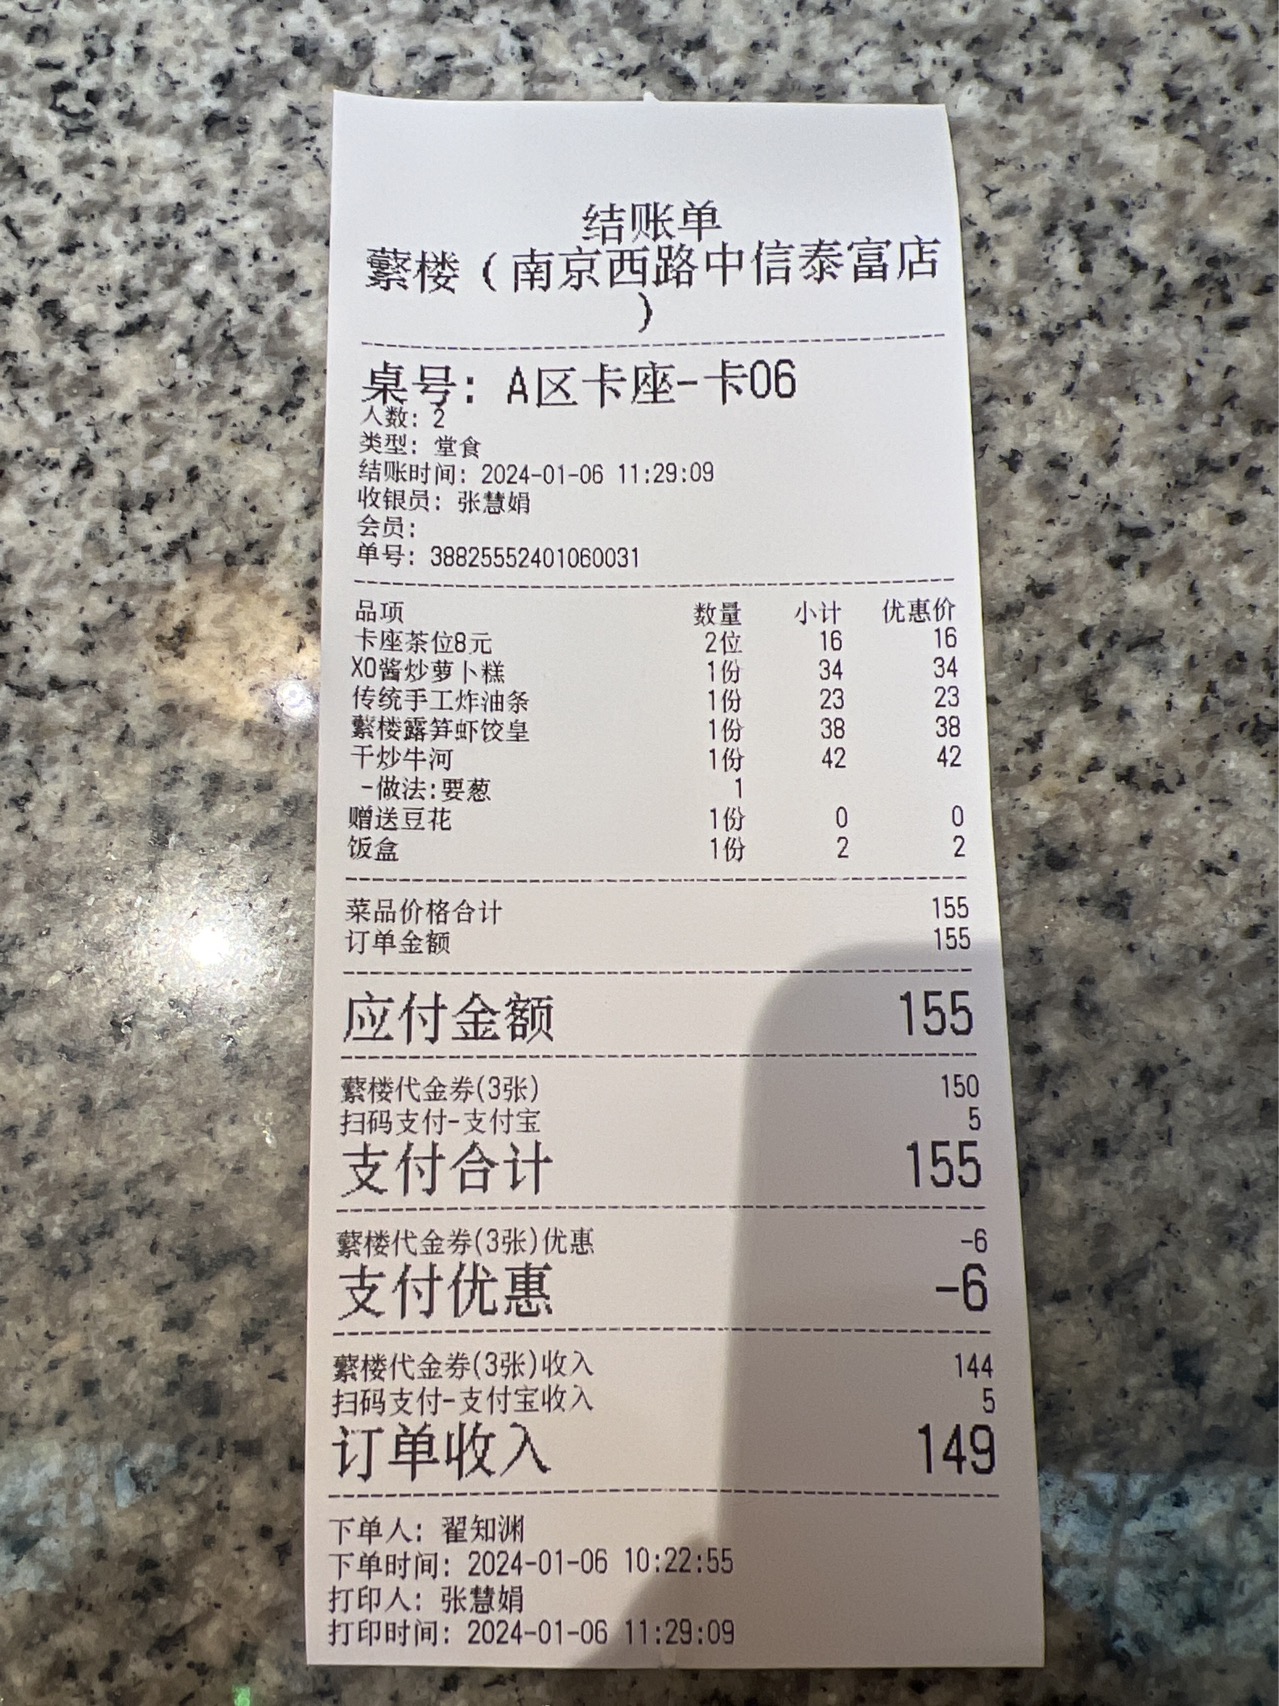 结账单
蘩楼(南京西路中信泰富店
)
桌号: A区卡座-卡06
人数: 2
类型: 堂食
结账时间: 2024-01-06 11:29:09
收银员: 张慧娟
会员:
单号: 38825552401060031
品项 数量 小计 优惠价
卡座茶位8元 2位 16 16
XO酱炒萝卜糕 1份 34 34
传统手工炸油条 1份 23 23
蘩楼露笋虾饺皇 1份 38 38
干炒牛河 1份 42 42
-做法:要葱 1
赠送豆花 1份 0 0
饭盒 1份 2 2
菜品价格合计 155
订单金额 155
应付金额 155
蘩楼代金券(3张) 150
扫码支付-支付宝 5
支付合计 155
蘩楼代金券(3张)优惠 -6
支付优惠 -6
蘩楼代金券(3张)收入 144
扫码支付-支付宝收入 5
订单收入 149
下单人: 翟知渊
下单时间: 2024-01-06 10:22:55
打印人: 张慧娟
打印时间: 2024-01-06 11:29:09